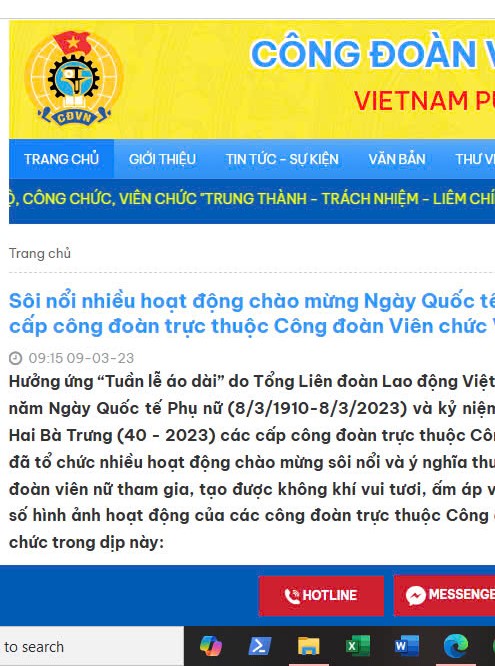 CĐVN
CÔNG ĐOÀN V
VIETNAM PU
TRANG CHỦ GIỚI THIỆU TIN TỨC - SỰ KIỆN VĂN BẢN THƯ VI
, CÔNG CHỨC, VIÊN CHỨC "TRUNG THÀNH - TRÁCH NHIỆM - LIÊM CHÍ
Trang chủ
Sôi nổi nhiều hoạt động chào mừng Ngày Quốc tế
cấp công đoàn trực thuộc Công đoàn Viên chức V
09:15 09-03-23
Hưởng ứng “Tuần lễ áo dài” do Tổng Liên đoàn Lao động Việt
năm Ngày Quốc tế Phụ nữ (8/3/1910-8/3/2023) và kỷ niệm
Hai Bà Trưng (40 - 2023) các cấp công đoàn trực thuộc Côn
đã tổ chức nhiều hoạt động chào mừng sôi nổi và ý nghĩa thu
đoàn viên nữ tham gia, tạo được không khí vui tươi, ấm áp v
số hình ảnh hoạt động của các công đoàn trực thuộc Công
chức trong dịp này:
HOTLINE MESSENGE
to search